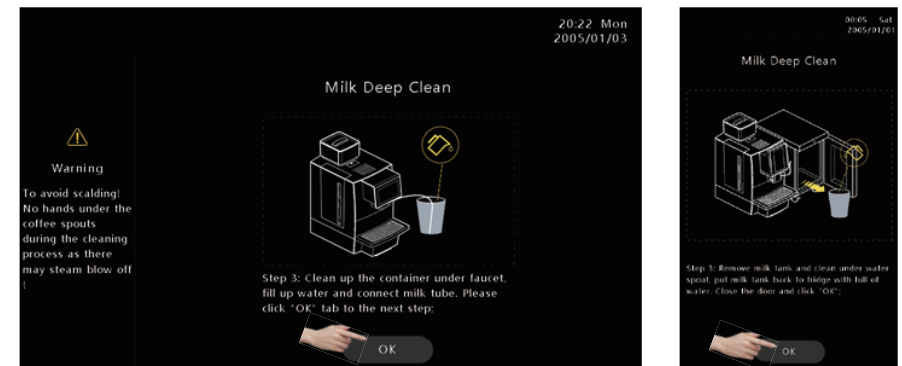 20:22 Mon
2005/01/03
Milk Deep Clean
Warning
To avoid scalding!
No hands under the
coffee spouts
during the cleaning
process as there
may steam blow off
!
Step 3: Clean up the container under faucet,
fill up water and connect milk tube. Please
click "OK" tab to the next step;
OK
00:05 Sat
2005/01/01
Milk Deep Clean
Step 3: Remove milk tank and clean under water
spout, put milk tank back to fridge with full of
water. Close the door and click "OK";
OK